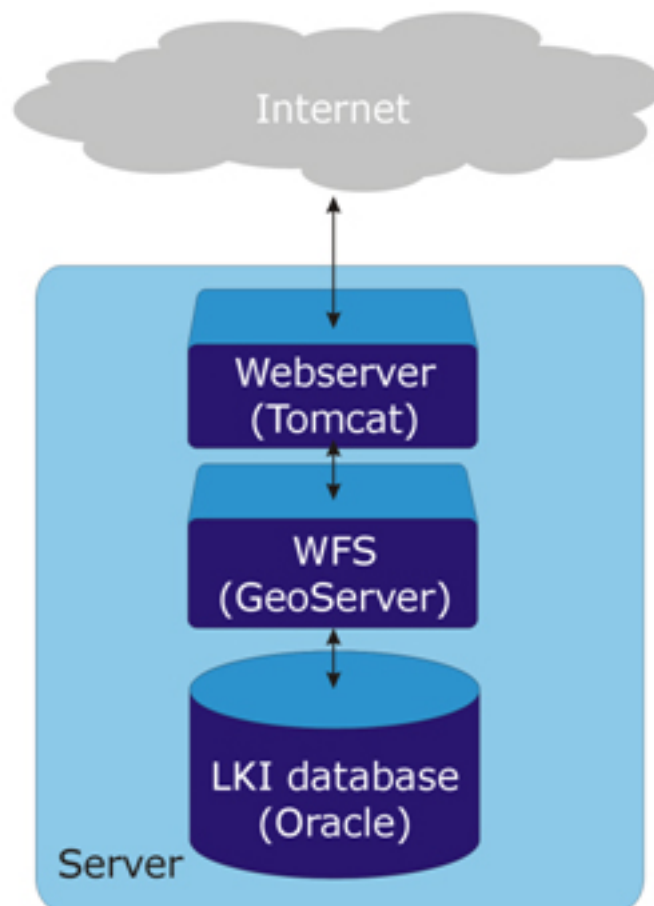 Internet
Webserver
(Tomcat)
WFS
(GeoServer)
LKI database
(Oracle)
Server